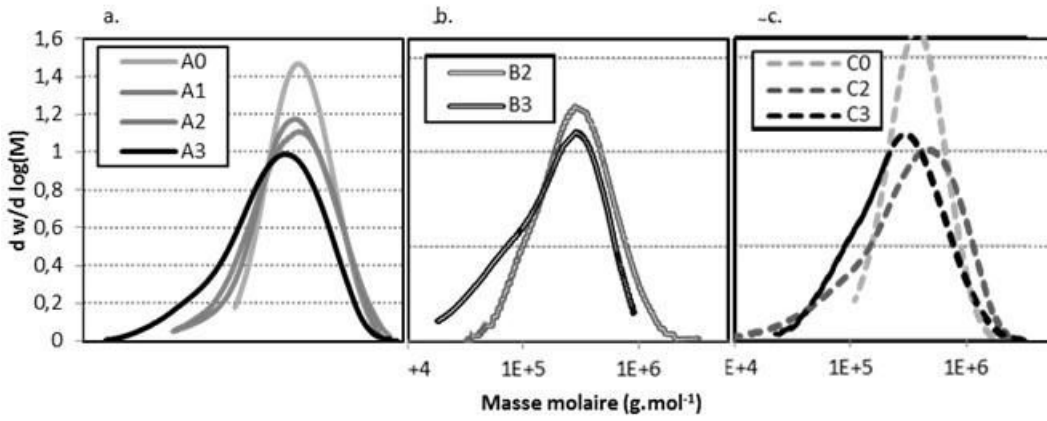 a.
b.
c.
d w/d log(M)
1,6
1,4
1,2
1
0,8
0,6
0,4
0,2
0
A0
A1
A2
A3
B2
B3
C0
C2
C3
+4 1E+5 1E+6
E+4 1E+5 1E+6
Masse molaire (g.mol⁻¹)